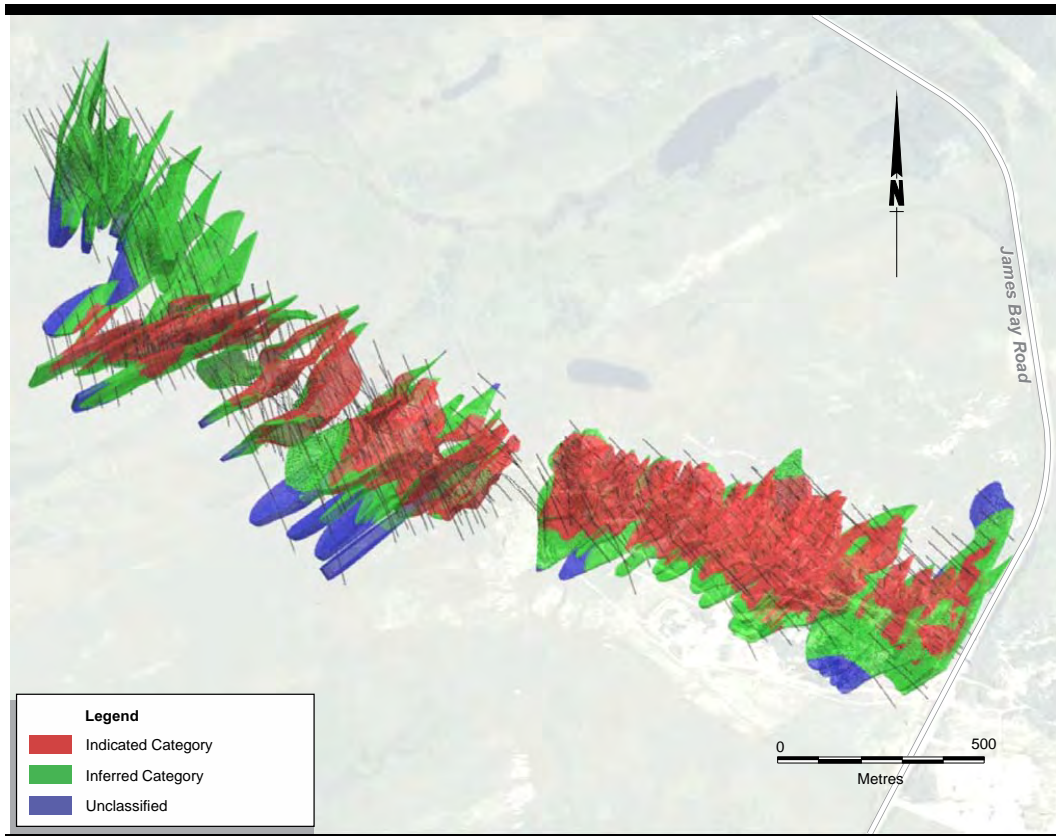 N
James Bay Road
Legend
Indicated Category
Inferred Category
Unclassified
0 500
Metres